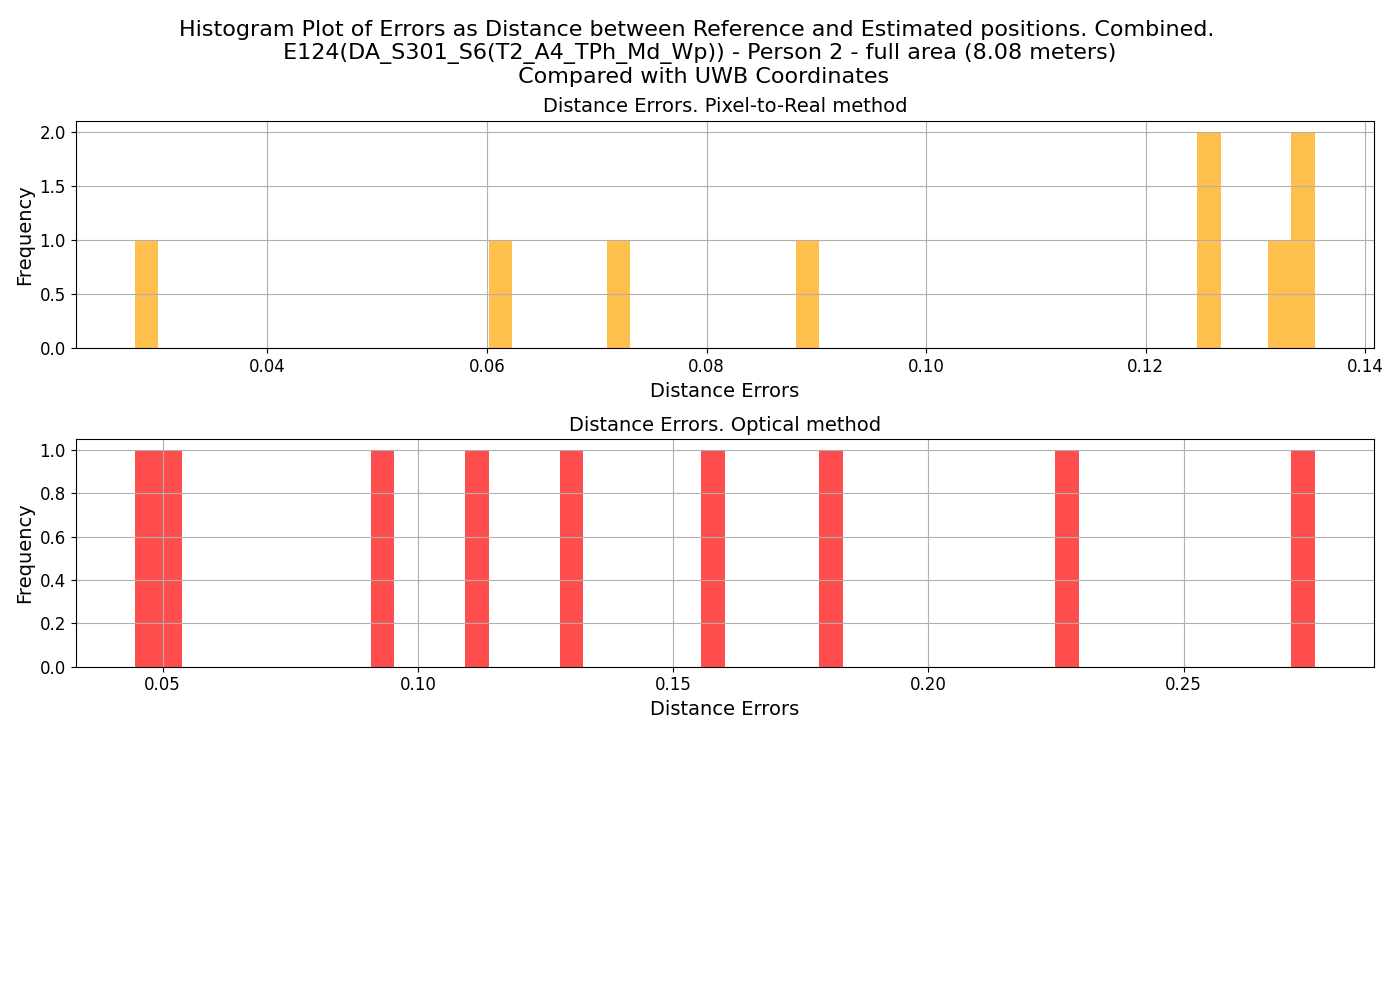 Histogram Plot of Errors as Distance between Reference and Estimated positions. Combined.
E124(DA_S301_S6(T2_A4_TPh_Md_Wp)) - Person 2 - full area (8.08 meters)
Compared with UWB Coordinates
Distance Errors. Pixel-to-Real method
Frequency
2.0
1.5
1.0
0.5
0.0
0.04 0.06 0.08 0.10 0.12 0.14
Distance Errors
Distance Errors. Optical method
Frequency
1.0
0.8
0.6
0.4
0.2
0.0
0.05 0.10 0.15 0.20 0.25
Distance Errors